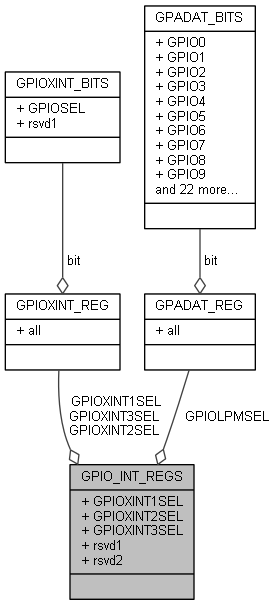 GPADAT_BITS
+ GPIO0
+ GPIO1
+ GPIO2
+ GPIO3
+ GPIO4
+ GPIO5
+ GPIO6
+ GPIO7
+ GPIO8
+ GPIO9
and 22 more...
GPIOXINT_BITS
+ GPIOSEL
+ rsvd1
bit
bit
GPIOXINT_REG
+ all
GPADAT_REG
+ all
GPIOXINT1SEL
GPIOXINT3SEL
GPIOXINT2SEL
GPIOLPMSEL
GPIO_INT_REGS
+ GPIOXINT1SEL
+ GPIOXINT2SEL
+ GPIOXINT3SEL
+ rsvd1
+ rsvd2